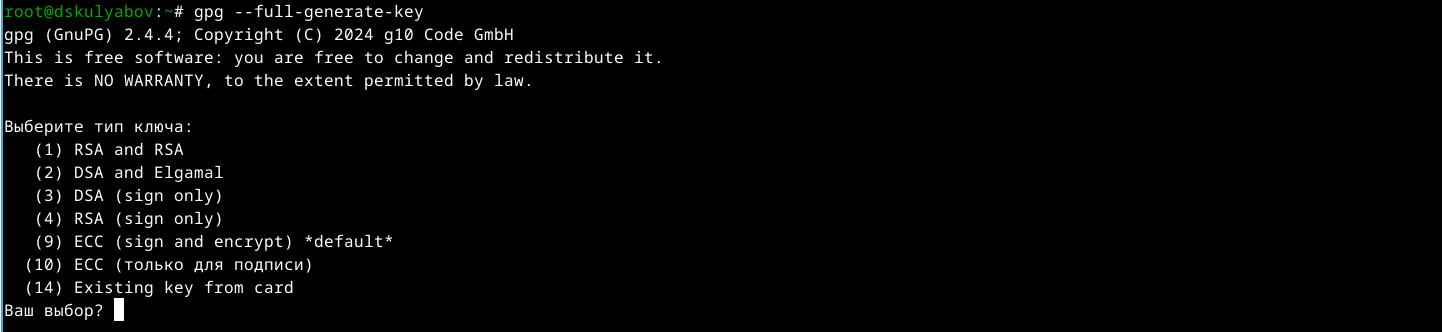 root@dskulyabov:~# gpg --full-generate-key
gpg (GnuPG) 2.4.4; Copyright (C) 2024 g10 Code GmbH
This is free software: you are free to change and redistribute it.
There is NO WARRANTY, to the extent permitted by law.
Выберите тип ключа:
(1) RSA and RSA
(2) DSA and Elgamal
(3) DSA (sign only)
(4) RSA (sign only)
(9) ECC (sign and encrypt) *default*
(10) ECC (только для подписи)
(14) Existing key from card
Ваш выбор?